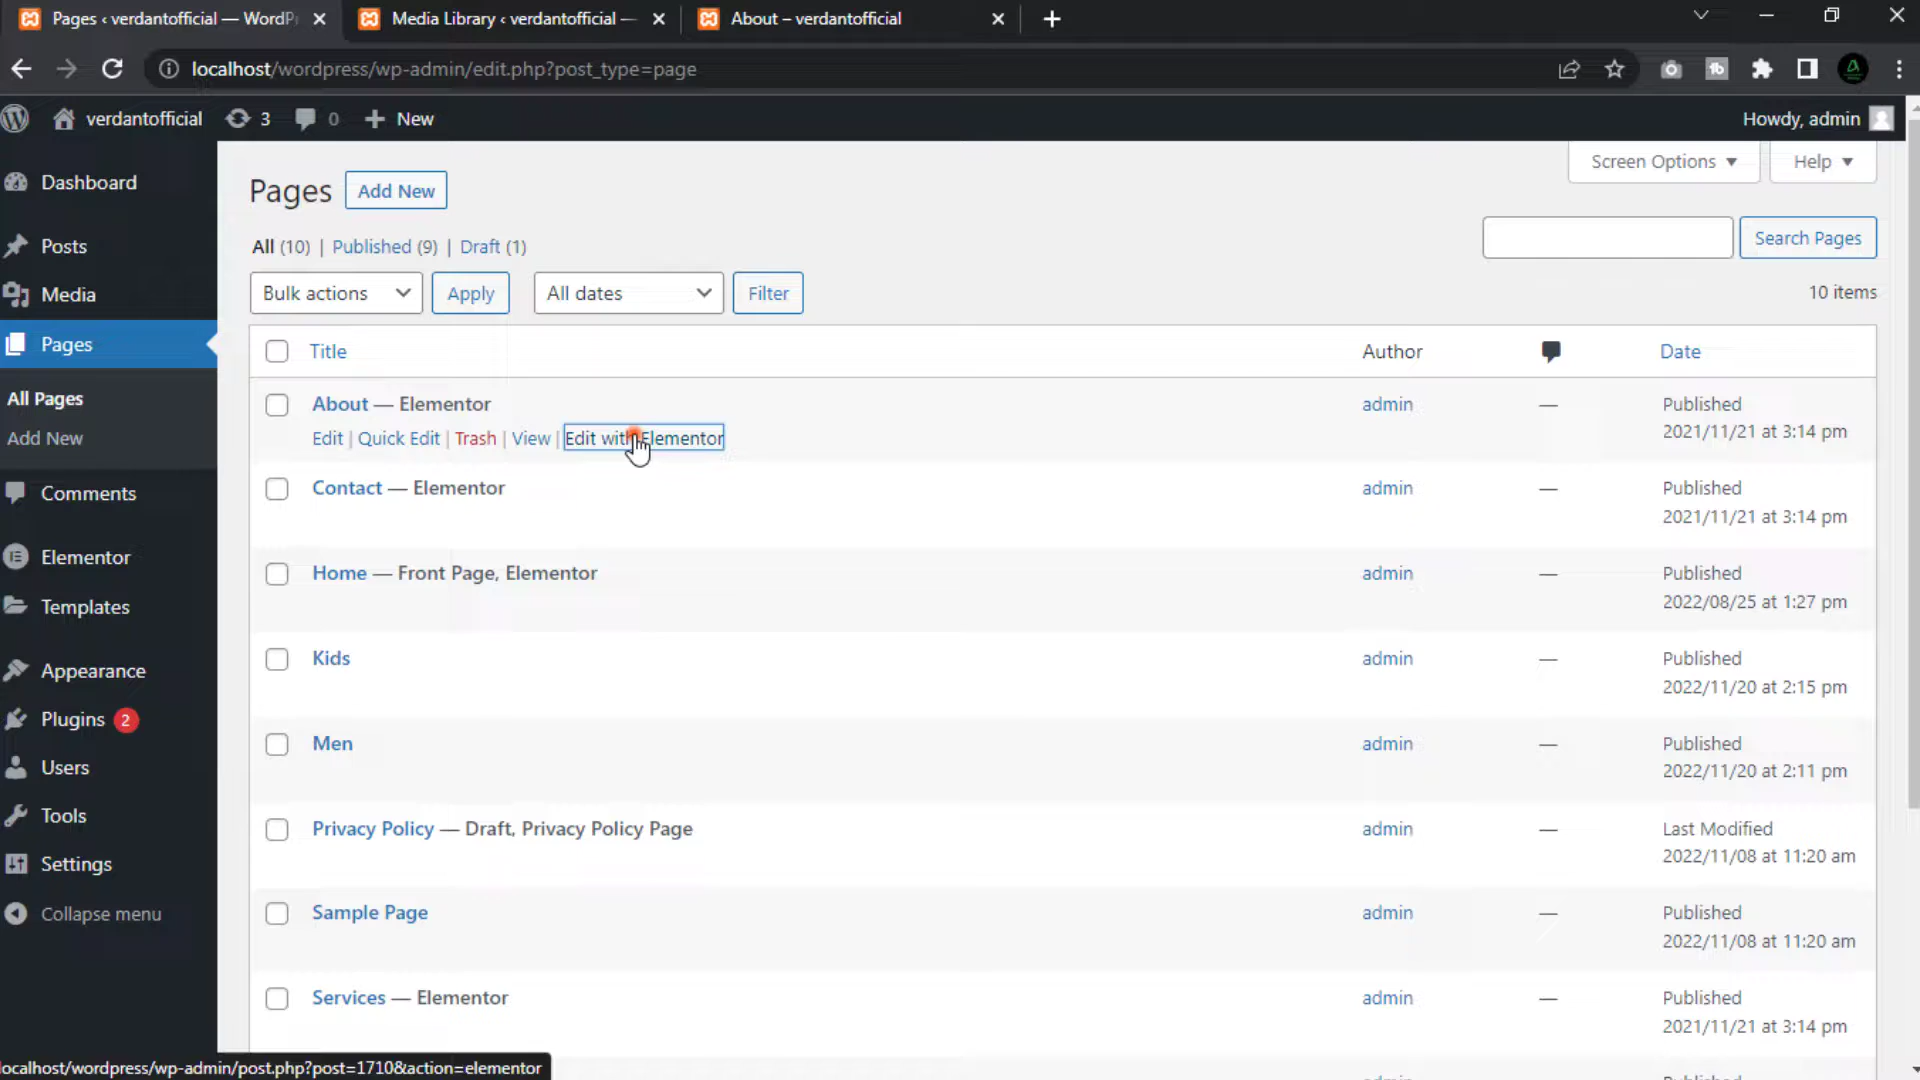 Pages ‹ verdantofficial — WordP
Media Library ‹ verdantofficial —
About – verdantofficial
localhost/wordpress/wp-admin/edit.php?post_type=page
verdantofficial
3
0
New
Howdy, admin
Dashboard
Posts
Media
Pages
All Pages
Add New
Comments
Elementor
Templates
Appearance
Plugins 2
Users
Tools
Settings
Collapse menu
Pages
Add New
Screen Options
Help
All (10) | Published (9) | Draft (1)
Search Pages
Bulk actions
Apply
All dates
Filter
10 items
Title
Author
Date
About — Elementor
admin
—
Published
2021/11/21 at 3:14 pm
Edit | Quick Edit | Trash | View | Edit with Elementor
Contact — Elementor
admin
—
Published
2021/11/21 at 3:14 pm
Home — Front Page, Elementor
admin
—
Published
2022/08/25 at 1:27 pm
Kids
admin
—
Published
2022/11/20 at 2:15 pm
Men
admin
—
Published
2022/11/20 at 2:11 pm
Privacy Policy — Draft, Privacy Policy Page
admin
—
Last Modified
2022/11/08 at 11:20 am
Sample Page
admin
—
Published
2022/11/08 at 11:20 am
Services — Elementor
admin
—
Published
2021/11/21 at 3:14 pm
ocalhost/wordpress/wp-admin/post.php?post=1710&action=elementor